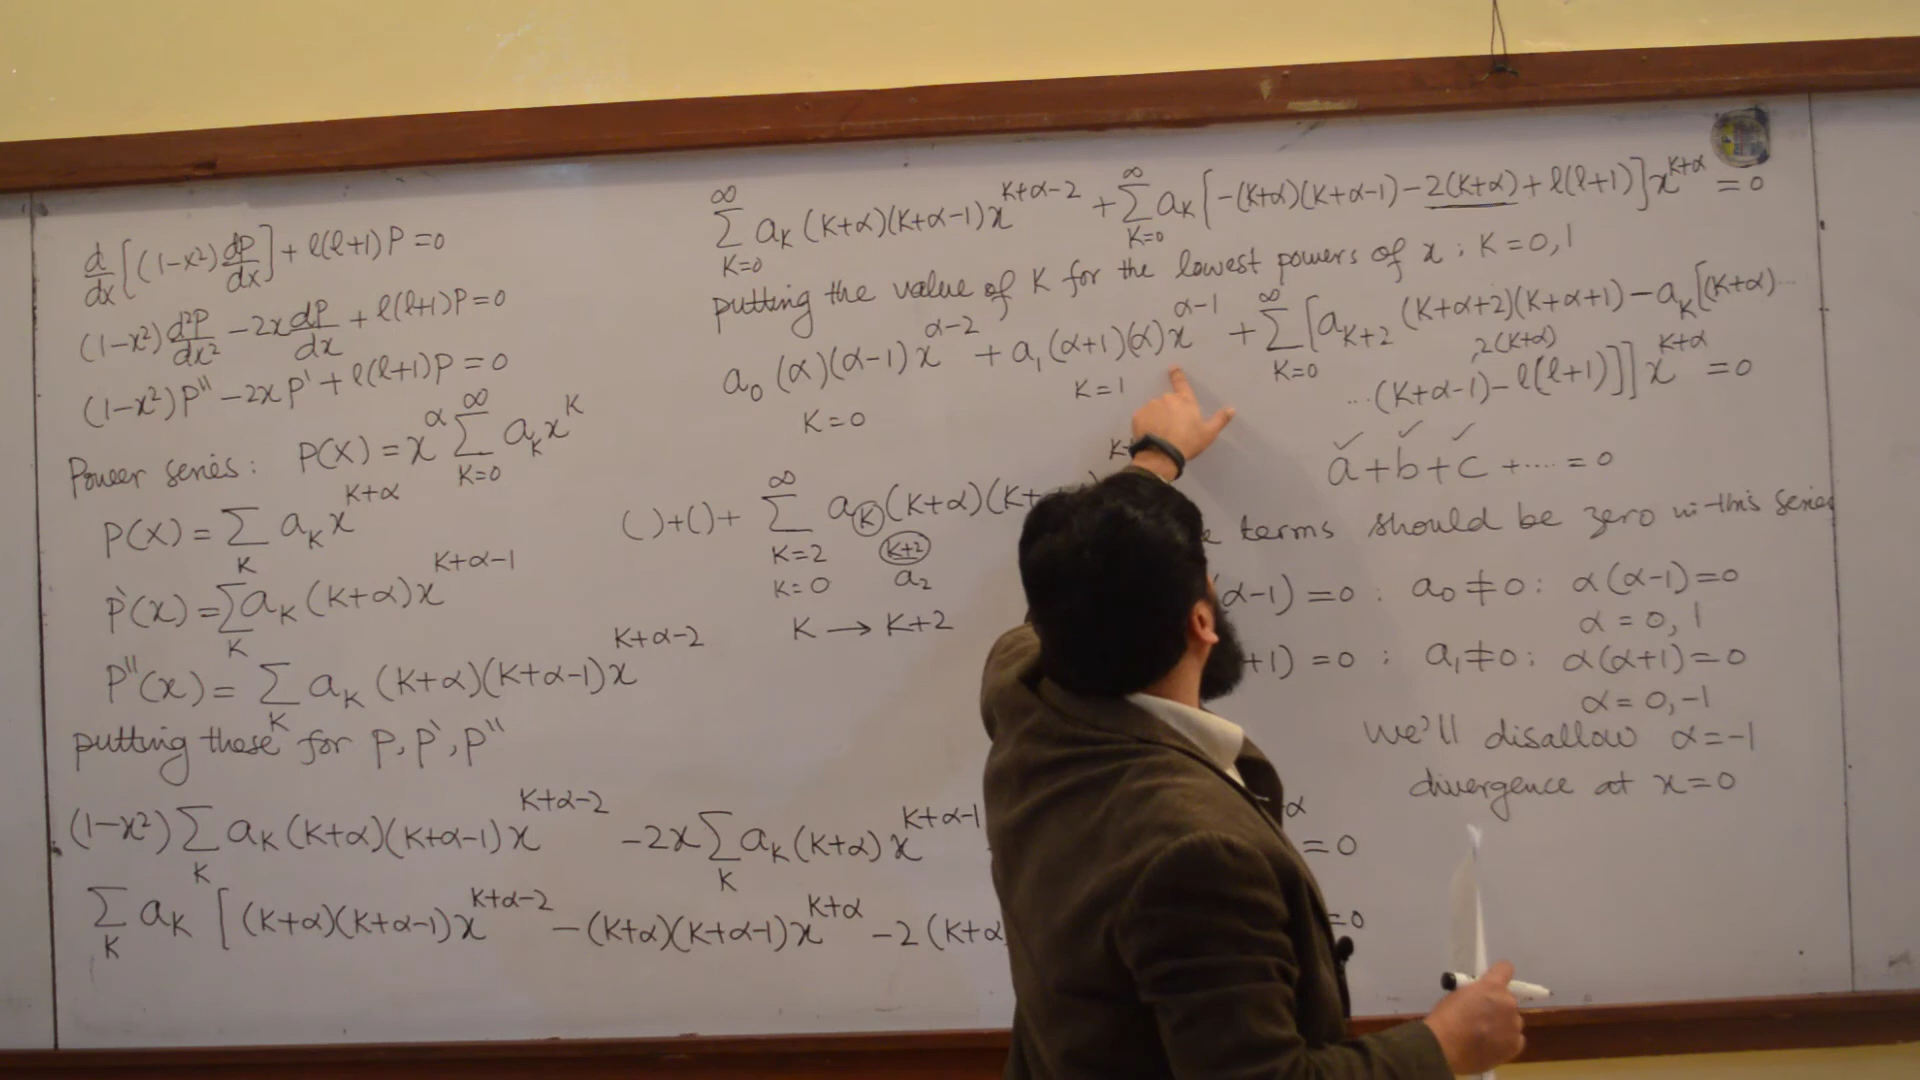 d/dx[(1-x²)dP/dx] + l(l+1)P = 0
(1-x²)d²P/dx² - 2x dP/dx + l(l+1)P = 0
(1-x²)P'' - 2xP' + l(l+1)P = 0
Power series: P(x) = x^α ∑_{K=0}^∞ a_K x^K
P(x) = ∑_K a_K x^{K+α}
P'(x) = ∑_K a_K (K+α)x^{K+α-1}
P''(x) = ∑_K a_K (K+α)(K+α-1)x^{K+α-2}
putting these for P, P', P''
(1-x²)∑_K a_K (K+α)(K+α-1)x^{K+α-2} - 2x∑_K a_K (K+α)x^{K+α-1} α = 0
∑_K a_K [(K+α)(K+α-1)x^{K+α-2} - (K+α)(K+α-1)x^{K+α} - 2(K+α = 0
∑_{K=0}^∞ a_K (K+α)(K+α-1)x^{K+α-2} + ∑_{K=0}^∞ a_K [-(K+α)(K+α-1) - 2(K+α) + l(l+1)]x^{K+α} = 0
putting the value of K for the lowest powers of x; K = 0, 1
a₀(α)(α-1)x^{α-2} + a₁(α+1)(α)x^{α-1} + ∑_{K=0}^∞ [a_{K+2} (K+α+2)(K+α+1) - a_K[(K+α)...
K=0 K=1 ...(K+α-1) 2(K+α) - l(l+1)]]x^{K+α} = 0
a + b + c + .... = 0
( )+( )+ ∑_{K=2}^∞ a_K (K+α)(K+
K=0 K+2 a₂
K → K+2
terms should be zero in this series
(α-1) = 0 : a₀ ≠ 0 : α(α-1) = 0
α = 0, 1
+1) = 0 : a₁ ≠ 0 : α(α+1) = 0
α = 0, -1
We'll disallow α = -1
divergence at x = 0